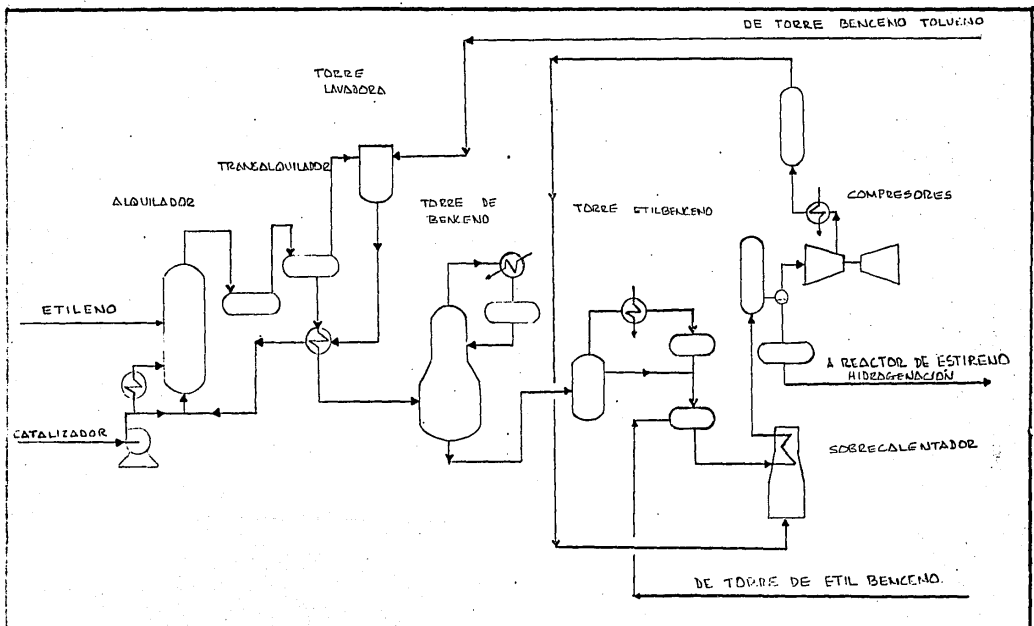 DE TORRE BENCENO TOLUENO
TORRE
LAVADORA
TRANSALQUILADOR
ALQUILADOR
TORRE DE
BENCENO
TORRE ETILBENCENO
COMPRESORES
ETILENO
A REACTOR DE ESTIRENO
HIDROGENACIÓN
CATALIZADOR
SOBRECALENTADOR
DE TORRE DE ETIL BENCENO.